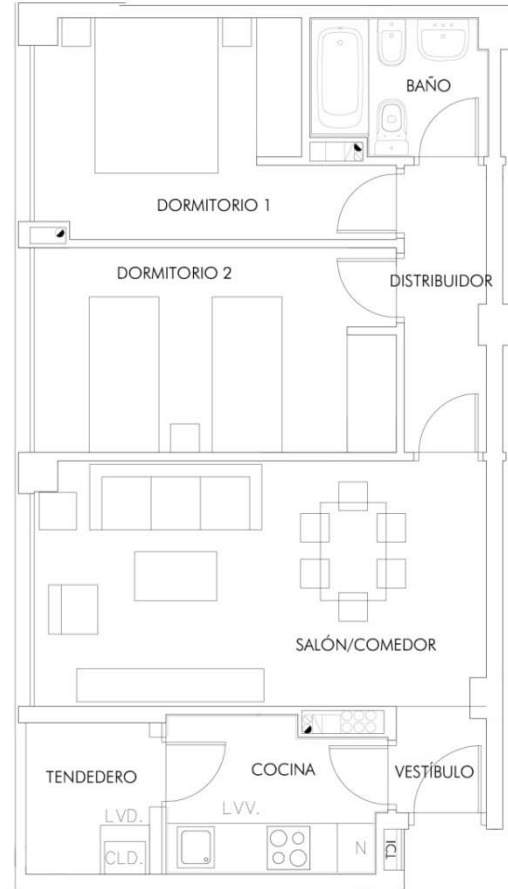 BAÑO
DORMITORIO 1
DORMITORIO 2
DISTRIBUIDOR
SALÓN/COMEDOR
TENDEDERO
COCINA
VESTÍBULO
LVD.
LVV.
CLD.
N
ICT